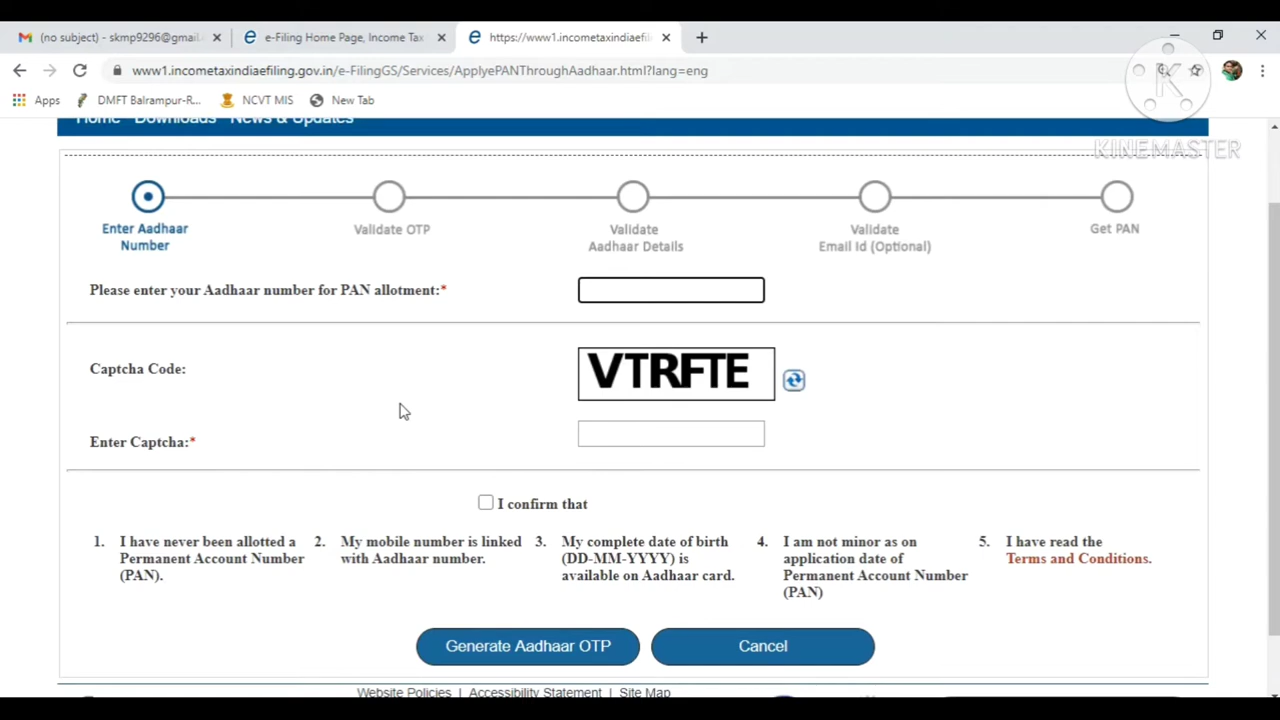 (no subject) - skmp9296@gmail.
e-Filing Home Page, Income Tax
https://www1.incometaxindiaefil
www1.incometaxindiaefiling.gov.in/e-FilingGS/Services/ApplyePANThroughAadhaar.html?lang=eng
Apps
DMFT Balrampur-R...
NCVT MIS
New Tab
K
KINEMASTER
Home Downloads News & Updates
Enter Aadhaar
Number
Validate OTP
Validate
Aadhaar Details
Validate
Email Id (Optional)
Get PAN
Please enter your Aadhaar number for PAN allotment:*
Captcha Code:
VTRFTE
Enter Captcha:*
I confirm that
1. I have never been allotted a
Permanent Account Number
(PAN).
2. My mobile number is linked
with Aadhaar number.
3. My complete date of birth
(DD-MM-YYYY) is
available on Aadhaar card.
4. I am not minor as on
application date of
Permanent Account Number
(PAN)
5. I have read the
Terms and Conditions.
Generate Aadhaar OTP
Cancel
Website Policies | Accessibility Statement | Site Map